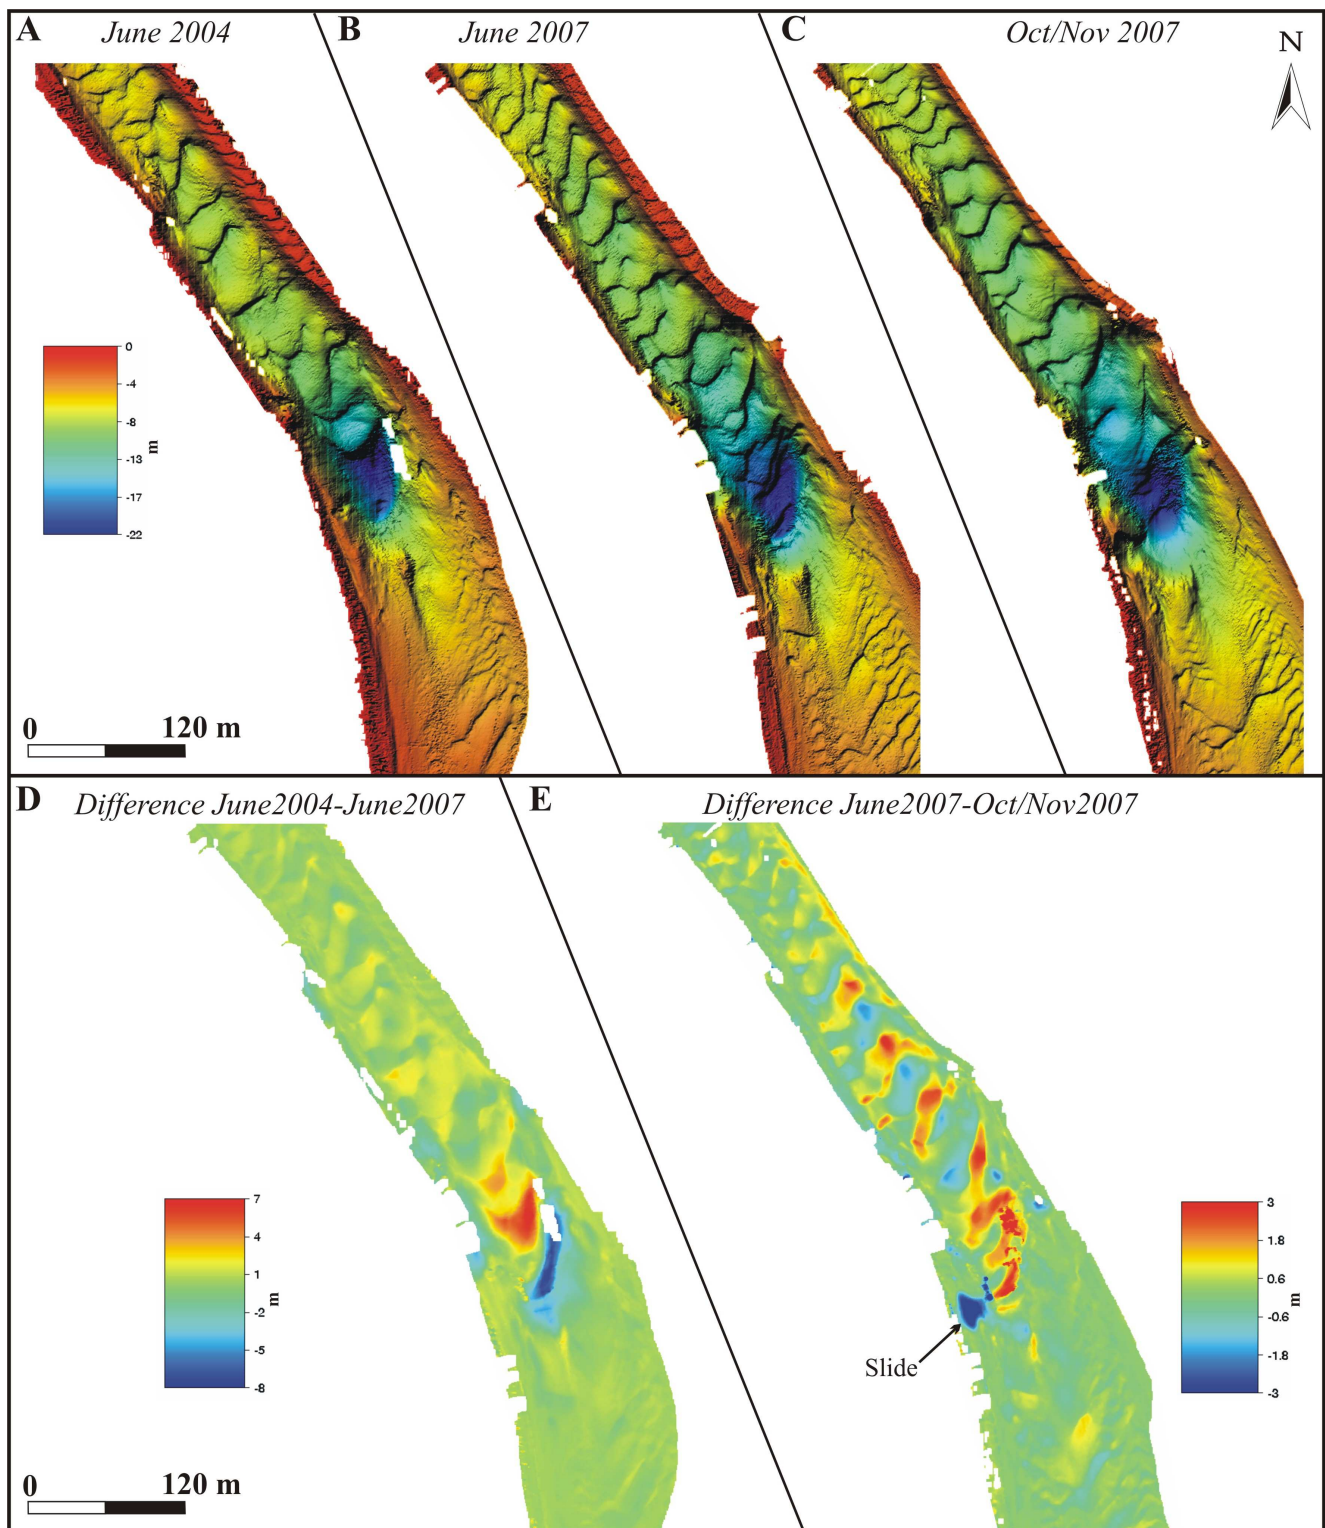 A June 2004
B June 2007
C Oct/Nov 2007
N
0
-4
-8
-13
-17
-22
m
0 120 m
D Difference June2004-June2007
E Difference June2007-Oct/Nov2007
7
4
1
-2
-5
-8
m
3
1.8
0.6
-0.6
-1.8
-3
m
Slide
0 120 m